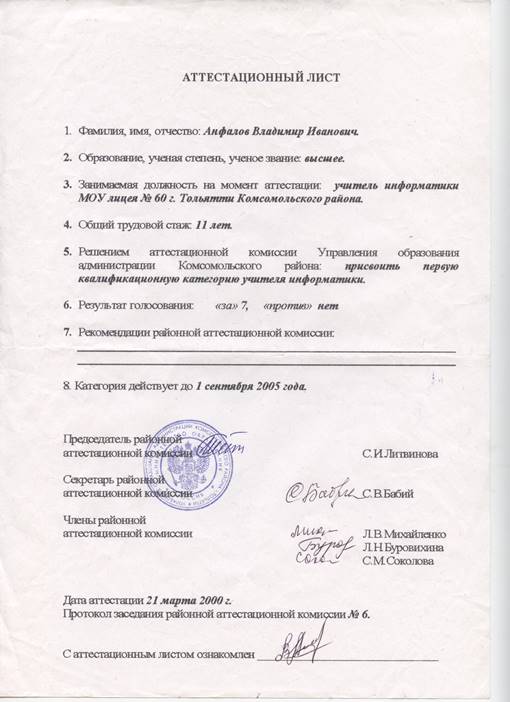 АТТЕСТАЦИОННЫЙ ЛИСТ
1. Фамилия, имя, отчество: Анфалов Владимир Иванович.
2. Образование, ученая степень, ученое звание: высшее.
3. Занимаемая должность на момент аттестации: учитель информатики
МОУ лицея № 60 г. Тольятти Комсомольского района.
4. Общий трудовой стаж: 11 лет.
5. Решением аттестационной комиссии Управления образования
администрации Комсомольского района: присвоить первую
квалификационную категорию учителя информатики.
6. Результат голосования: «за» 7, «против» нет
7. Рекомендации районной аттестационной комиссии:
8. Категория действует до 1 сентября 2005 года.
Председатель районной
аттестационной комиссии С.И.Литвинова
Секретарь районной
аттестационной комиссии С.В.Бабий
Члены районной
аттестационной комиссии Л.В.Михайленко
Л.Н.Буровихина
С.М.Соколова
Дата аттестации 21 марта 2000 г.
Протокол заседания районной аттестационной комиссии № 6.
С аттестационным листом ознакомлен